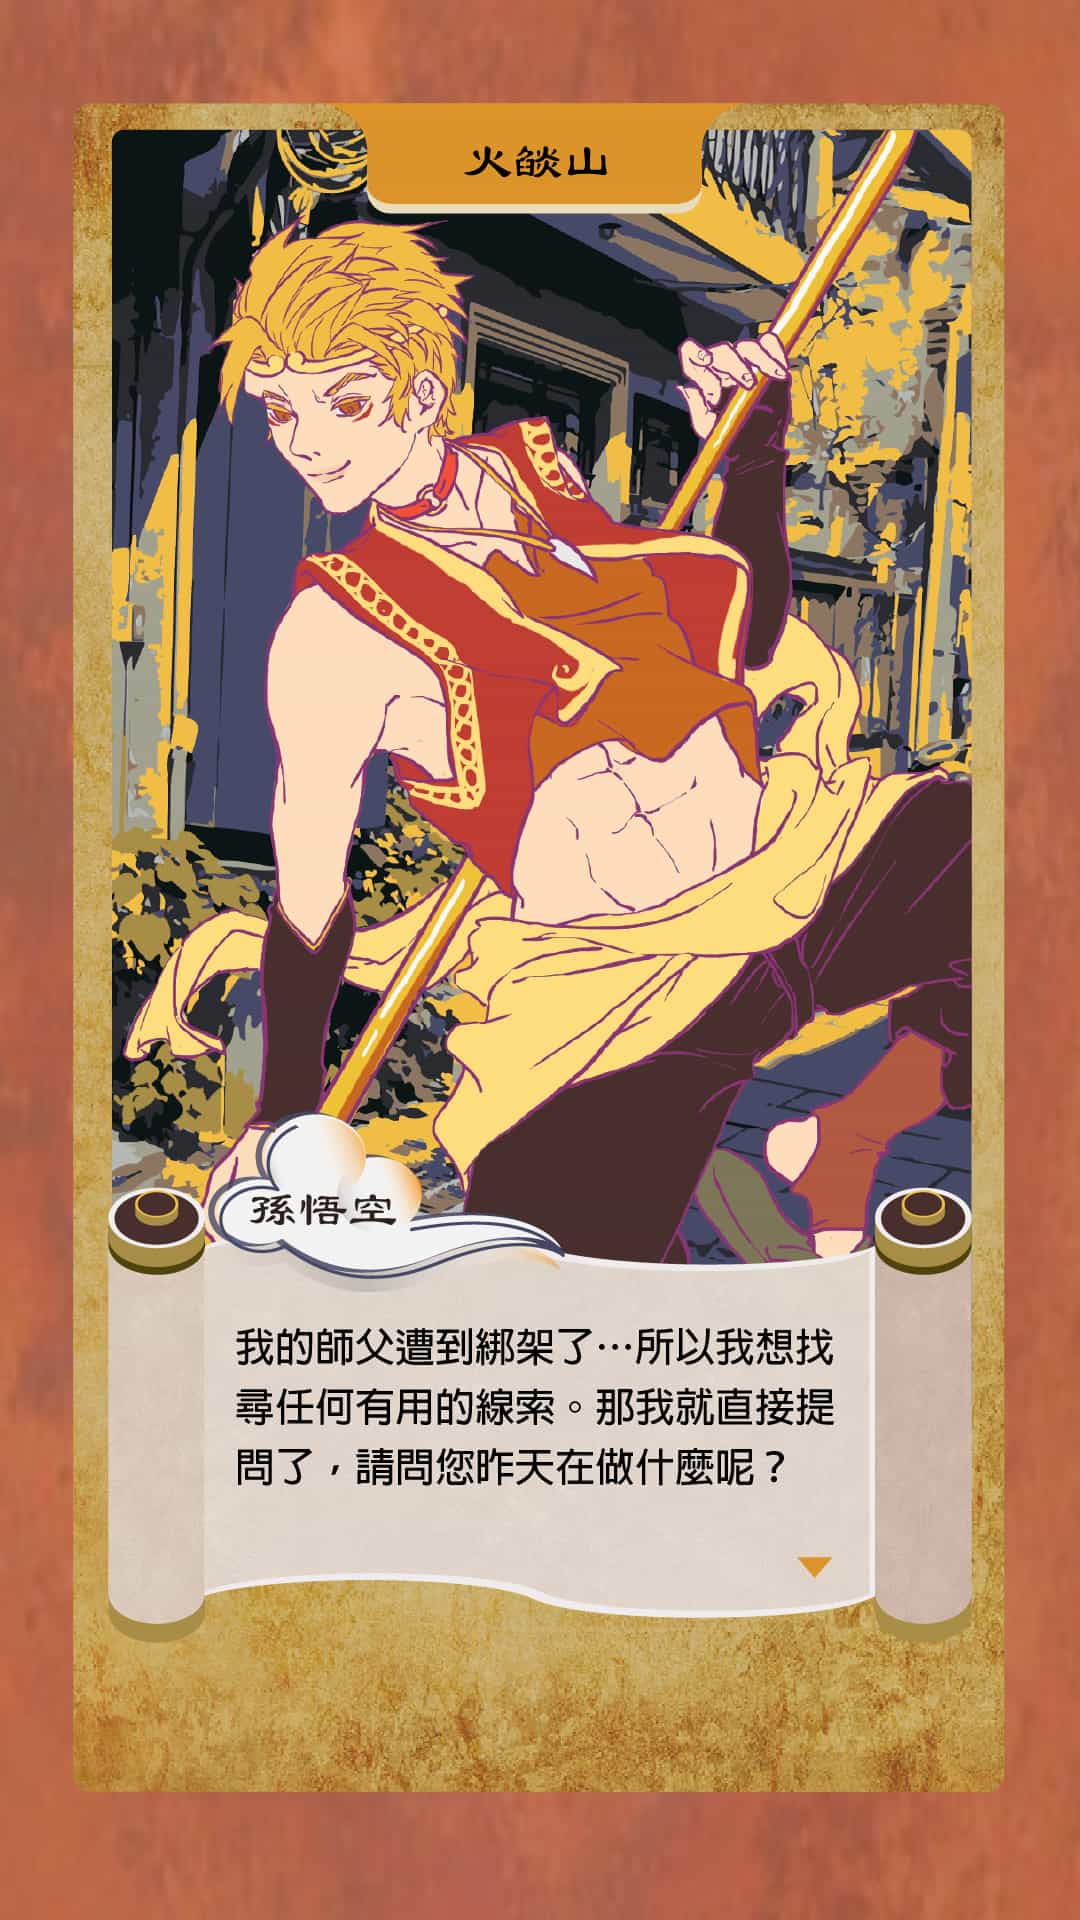 火燄山
孫悟空
我的師父遭到綁架了…所以我想找
尋任何有用的線索。那我就直接提
問了，請問您昨天在做什麼呢？